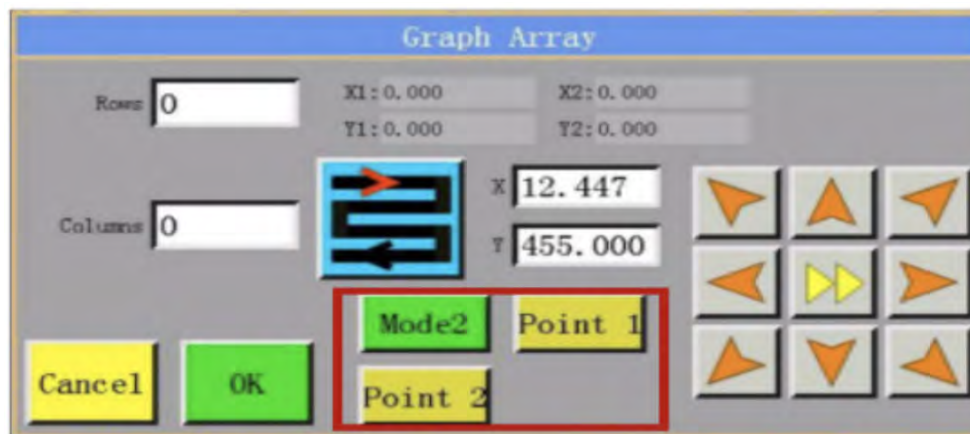 Graph Array
Rows 0
X1:0.000 X2:0.000
Y1:0.000 Y2:0.000
X 12.447
Columns 0
Y 455.000
Mode2 Point 1
Cancel OK
Point 2